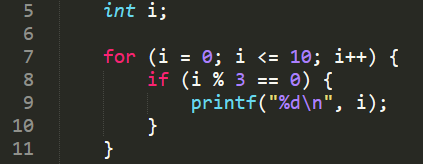 5 int i;
6
7 for (i = 0; i <= 10; i++) {
8 if (i % 3 == 0) {
9 printf("%d\n", i);
10 }
11 }